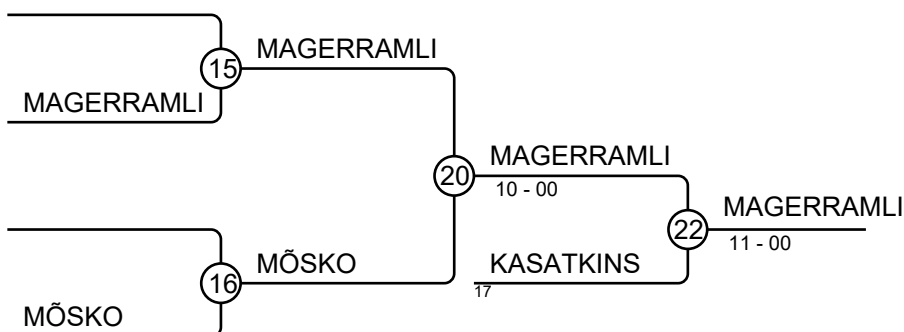 MAGERRAMLI
15
MAGERRAMLI
MAGERRAMLI
20
10 - 00
MAGERRAMLI
22
11 - 00
MÕSKO
KASATKINS
16
17
MÕSKO